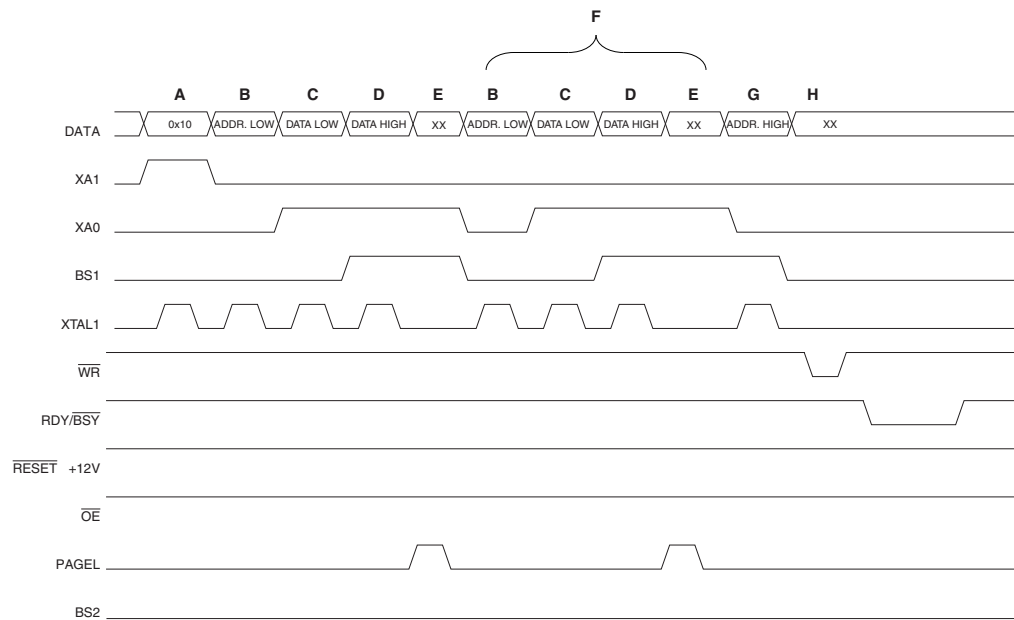 F
A B C D E B C D E G H
DATA 0x10 ADDR. LOW DATA LOW DATA HIGH XX ADDR. LOW DATA LOW DATA HIGH XX ADDR. HIGH XX
XA1
XA0
BS1
XTAL1
WR
RDY/BSY
RESET +12V
OE
PAGEL
BS2